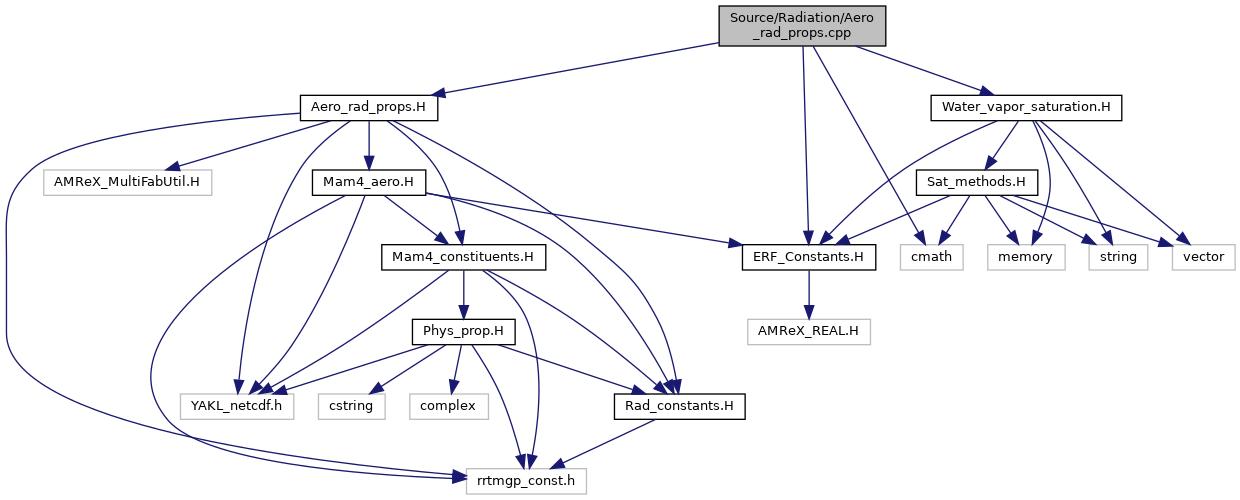 Source/Radiation/Aero
_rad_props.cpp
Aero_rad_props.H
Water_vapor_saturation.H
AMReX_MultiFabUtil.H
Mam4_aero.H
Sat_methods.H
Mam4_constituents.H
ERF_Constants.H
cmath
memory
string
vector
Phys_prop.H
AMReX_REAL.H
YAKL_netcdf.h
cstring
complex
Rad_constants.H
rrtmgp_const.h